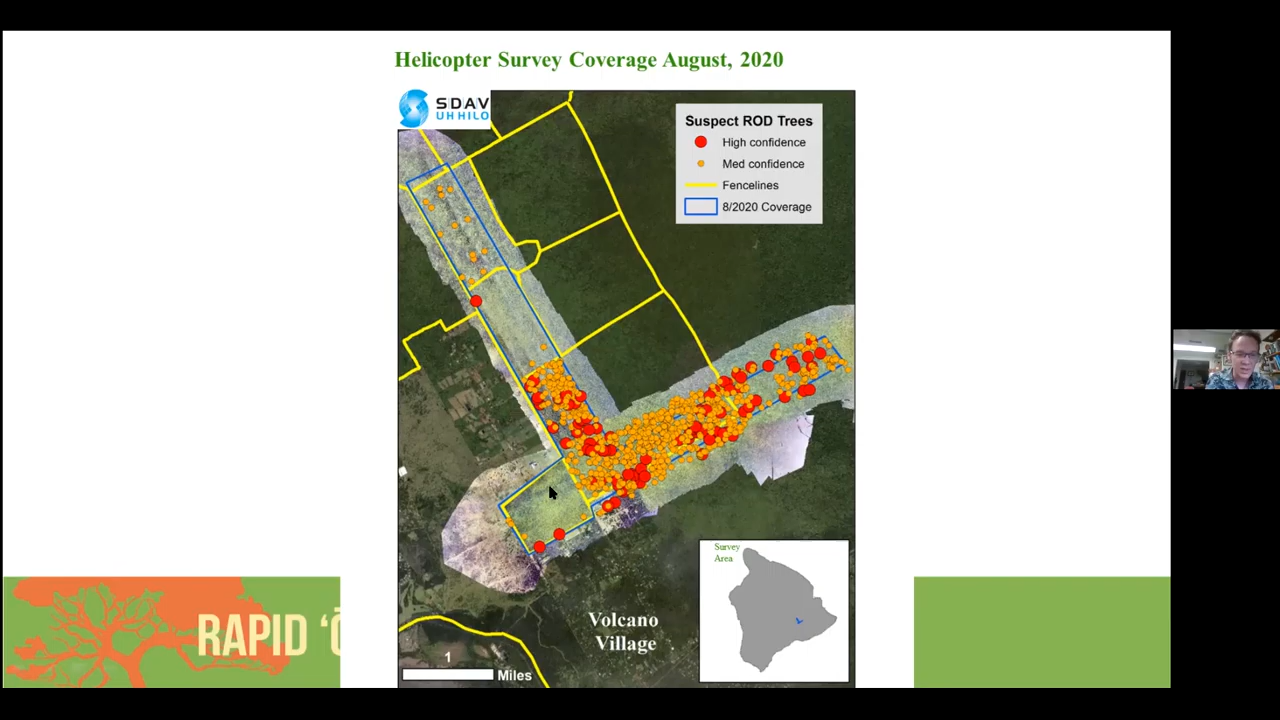 Helicopter Survey Coverage August, 2020
SDAV
UH HILO
Suspect ROD Trees
High confidence
Med confidence
Fencelines
8/2020 Coverage
Survey
Area
RAPID ‘Ō
Volcano
Village
1
Miles